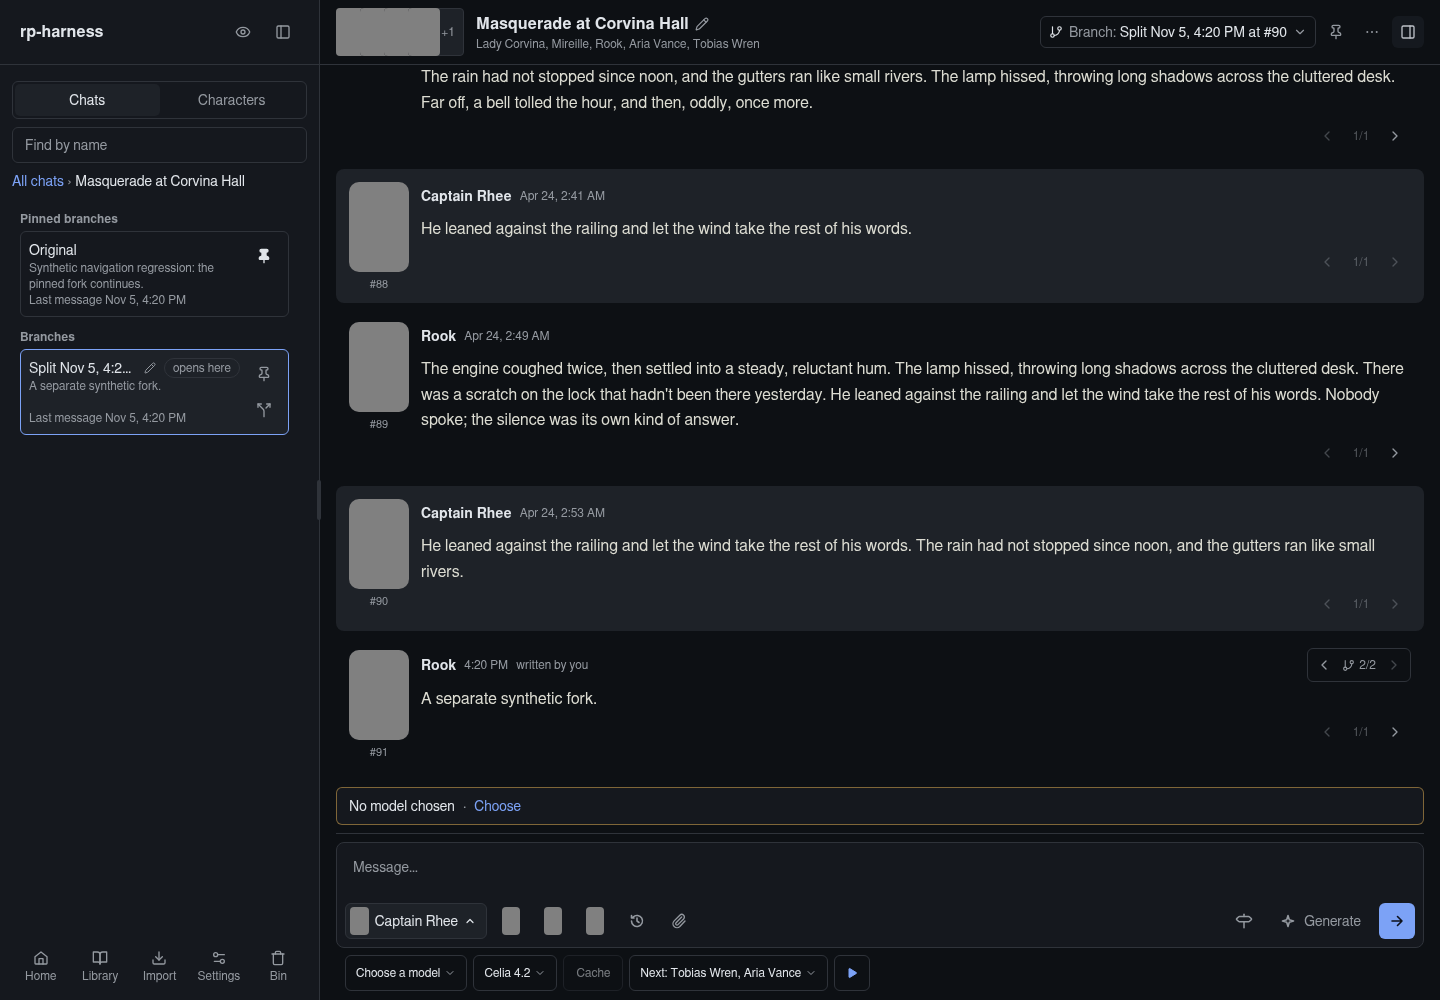 rp-harness
Chats
Characters
Find by name
All chats › Masquerade at Corvina Hall
Pinned branches
Original
Synthetic navigation regression: the
pinned fork continues.
Last message Nov 5, 4:20 PM
Branches
Split Nov 5, 4:2...
opens here
A separate synthetic fork.
Last message Nov 5, 4:20 PM
Home
Library
Import
Settings
Bin
+1
Masquerade at Corvina Hall
Lady Corvina, Mireille, Rook, Aria Vance, Tobias Wren
Branch: Split Nov 5, 4:20 PM at #90
The rain had not stopped since noon, and the gutters ran like small rivers. The lamp hissed, throwing long shadows across the cluttered desk.
Far off, a bell tolled the hour, and then, oddly, once more.
1/1
Captain Rhee Apr 24, 2:41 AM
He leaned against the railing and let the wind take the rest of his words.
1/1
#88
Rook Apr 24, 2:49 AM
The engine coughed twice, then settled into a steady, reluctant hum. The lamp hissed, throwing long shadows across the cluttered desk. There
was a scratch on the lock that hadn't been there yesterday. He leaned against the railing and let the wind take the rest of his words. Nobody
spoke; the silence was its own kind of answer.
#89
1/1
Captain Rhee Apr 24, 2:53 AM
He leaned against the railing and let the wind take the rest of his words. The rain had not stopped since noon, and the gutters ran like small
rivers.
#90
1/1
Rook 4:20 PM written by you
2/2
A separate synthetic fork.
1/1
#91
No model chosen · Choose
Message...
Captain Rhee
Generate
Choose a model
Celia 4.2
Cache
Next: Tobias Wren, Aria Vance